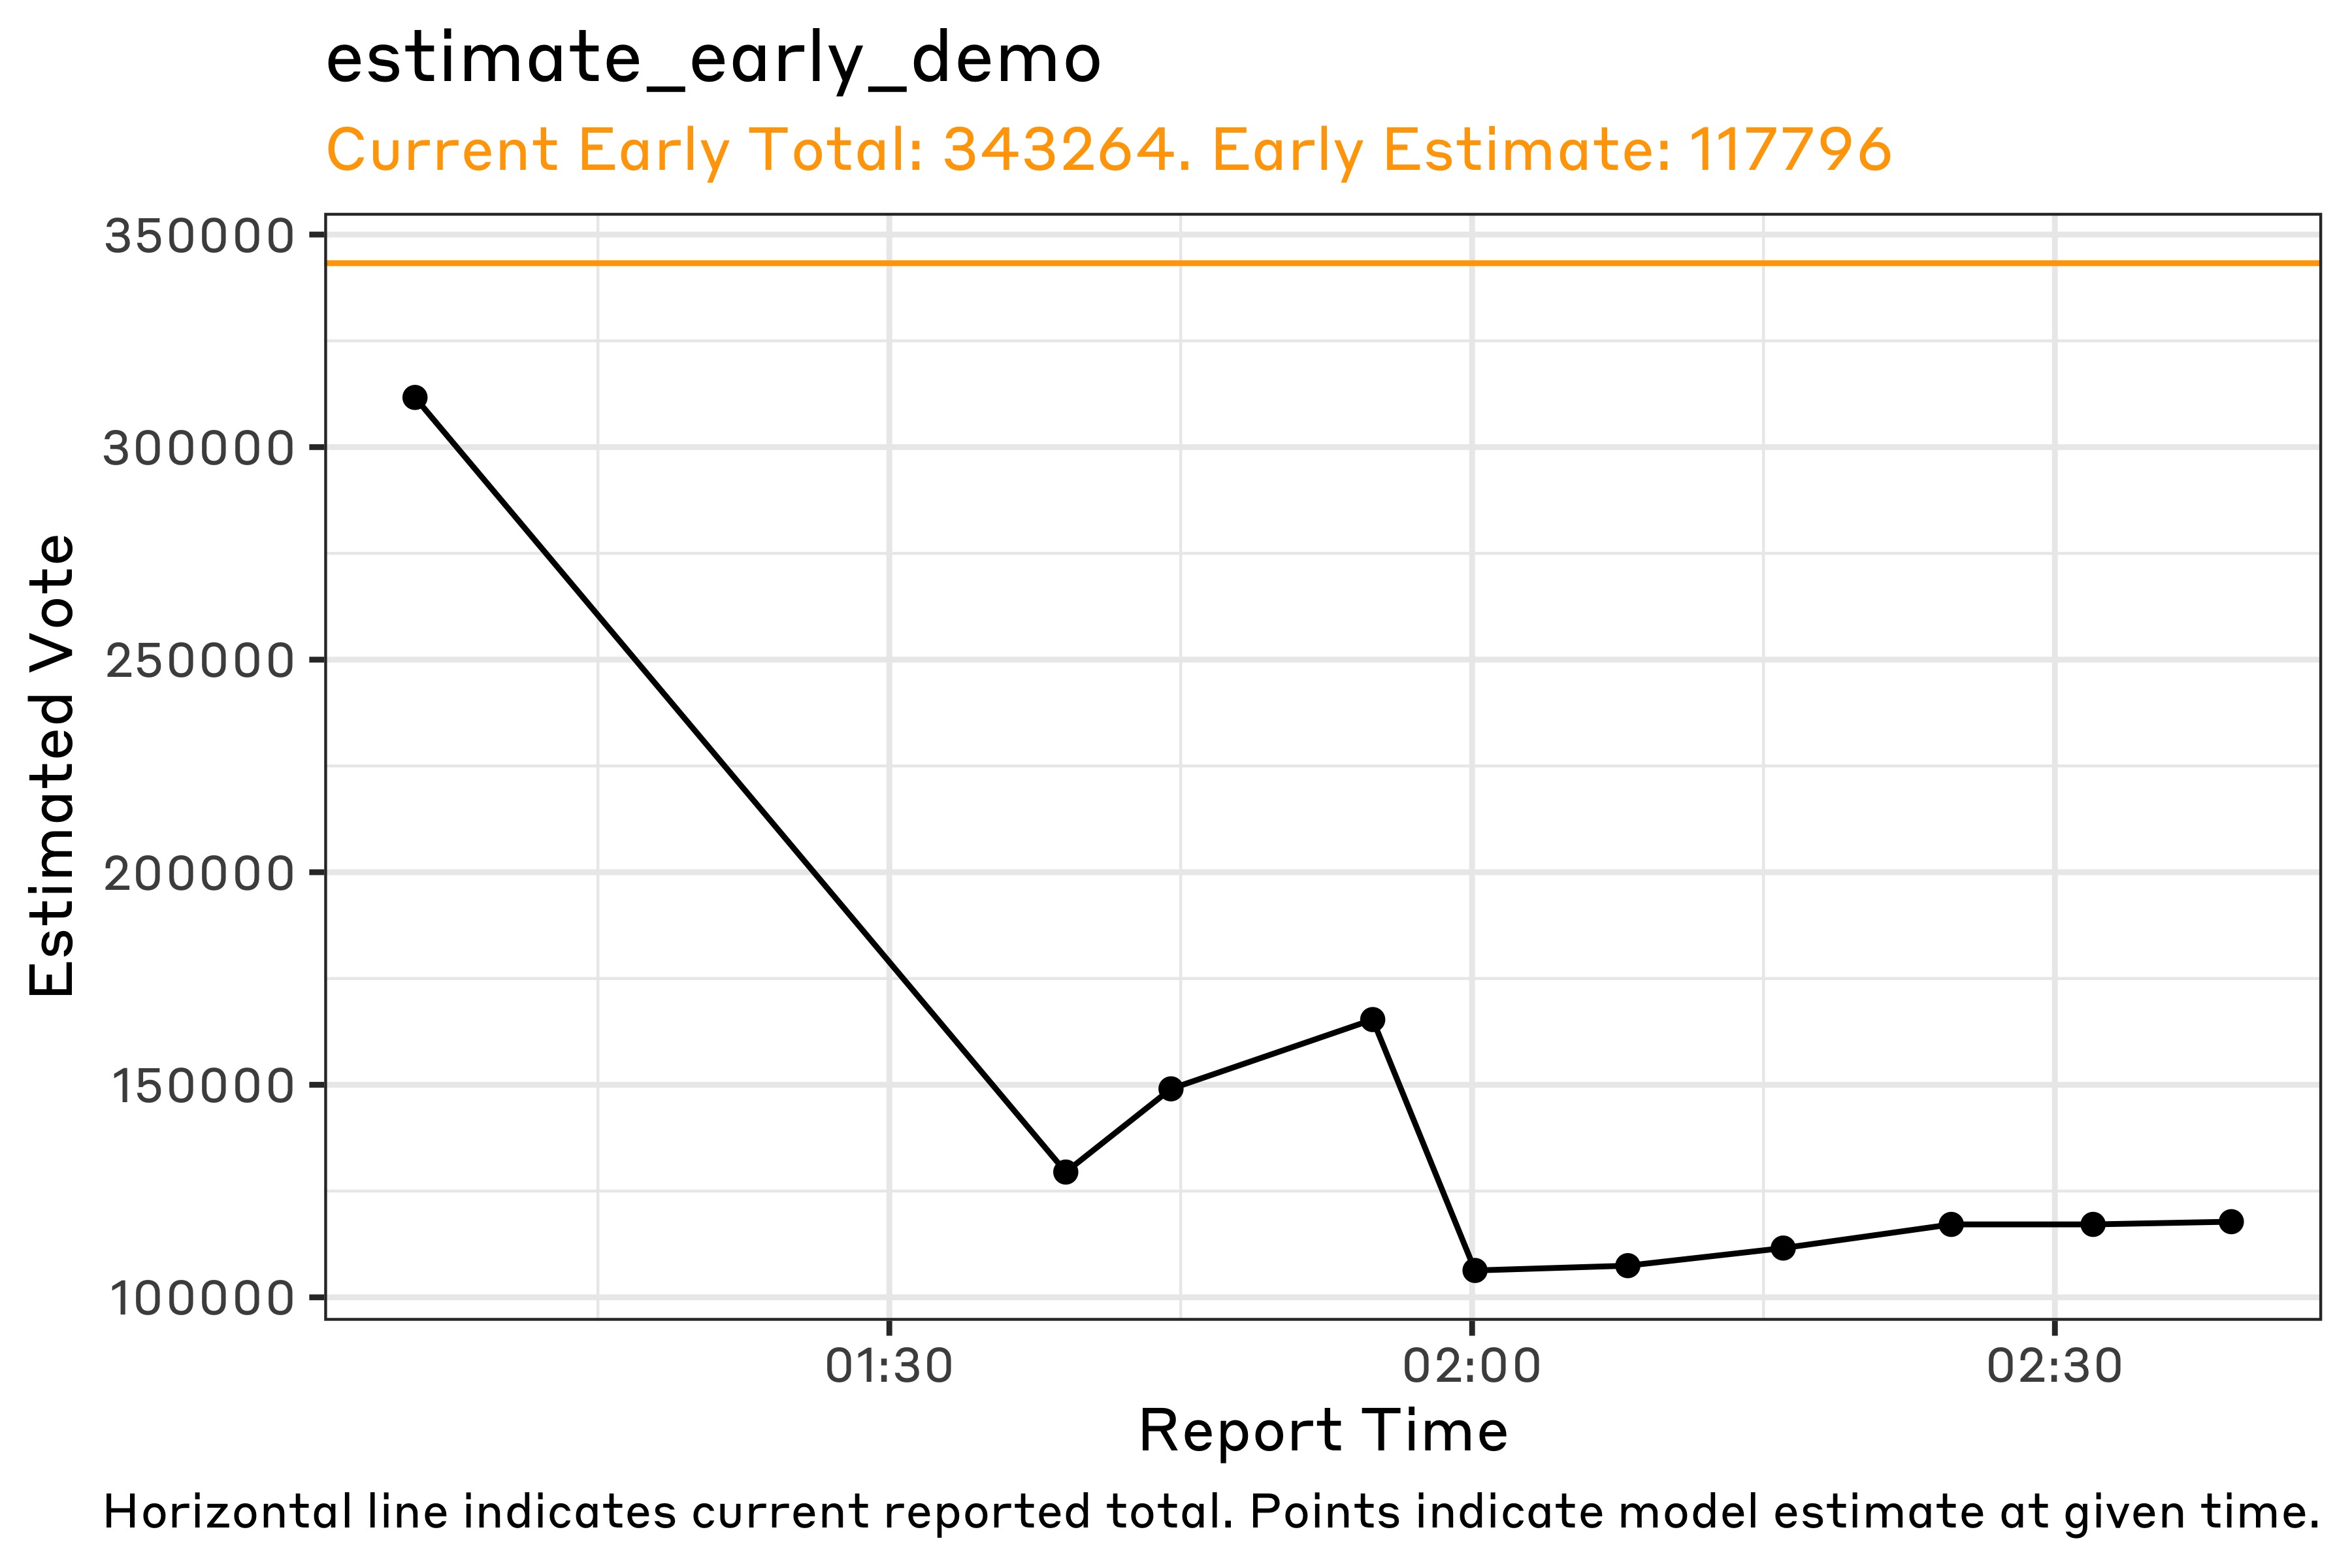 estimate_early_demo
Current Early Total: 343264. Early Estimate: 117796
350000
300000
250000
200000
150000
100000
Estimated Vote
01:30 02:00 02:30
Report Time
Horizontal line indicates current reported total. Points indicate model estimate at given time.